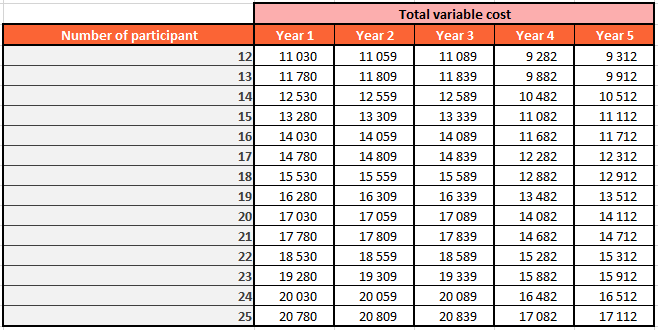 Total variable cost
Number of participant Year 1 Year 2 Year 3 Year 4 Year 5
12 11 030 11 059 11 089 9 282 9 312
13 11 780 11 809 11 839 9 882 9 912
14 12 530 12 559 12 589 10 482 10 512
15 13 280 13 309 13 339 11 082 11 112
16 14 030 14 059 14 089 11 682 11 712
17 14 780 14 809 14 839 12 282 12 312
18 15 530 15 559 15 589 12 882 12 912
19 16 280 16 309 16 339 13 482 13 512
20 17 030 17 059 17 089 14 082 14 112
21 17 780 17 809 17 839 14 682 14 712
22 18 530 18 559 18 589 15 282 15 312
23 19 280 19 309 19 339 15 882 15 912
24 20 030 20 059 20 089 16 482 16 512
25 20 780 20 809 20 839 17 082 17 112